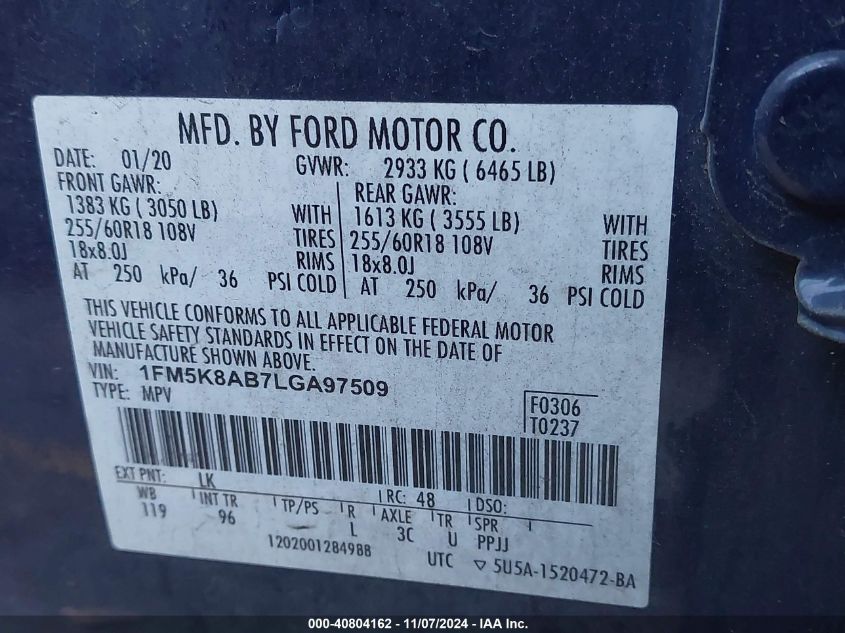 MFD. BY FORD MOTOR CO.
DATE: 01/20 GVWR: 2933 KG ( 6465 LB)
FRONT GAWR: REAR GAWR:
1383 KG ( 3050 LB) WITH 1613 KG ( 3555 LB) WITH
255/60R18 108V TIRES 255/60R18 108V TIRES
18x8.0J RIMS 18x8.0J RIMS
AT 250 kPa/ 36 PSI COLD AT 250 kPa/ 36 PSI COLD
THIS VEHICLE CONFORMS TO ALL APPLICABLE FEDERAL MOTOR
VEHICLE SAFETY STANDARDS IN EFFECT ON THE DATE OF
MANUFACTURE SHOWN ABOVE.
VIN: 1FM5K8AB7LGA97509
TYPE: MPV F0306
T0237
EXT PNT: LK RC: 48 DSO:
WB INT TR TP/PS R AXLE TR SPR
119 96 L 3C U PPJJ
1202001284988 UTC ▽ 5U5A-1520472-BA
000-40804162 - 11/07/2024 - IAA Inc.